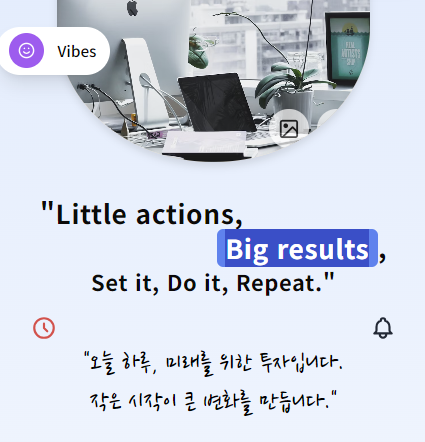 Vibes
"Little actions,
Big results,
Set it, Do it, Repeat."
"오늘 하루, 미래를 위한 투자입니다.
작은 시작이 큰 변화를 만듭니다."